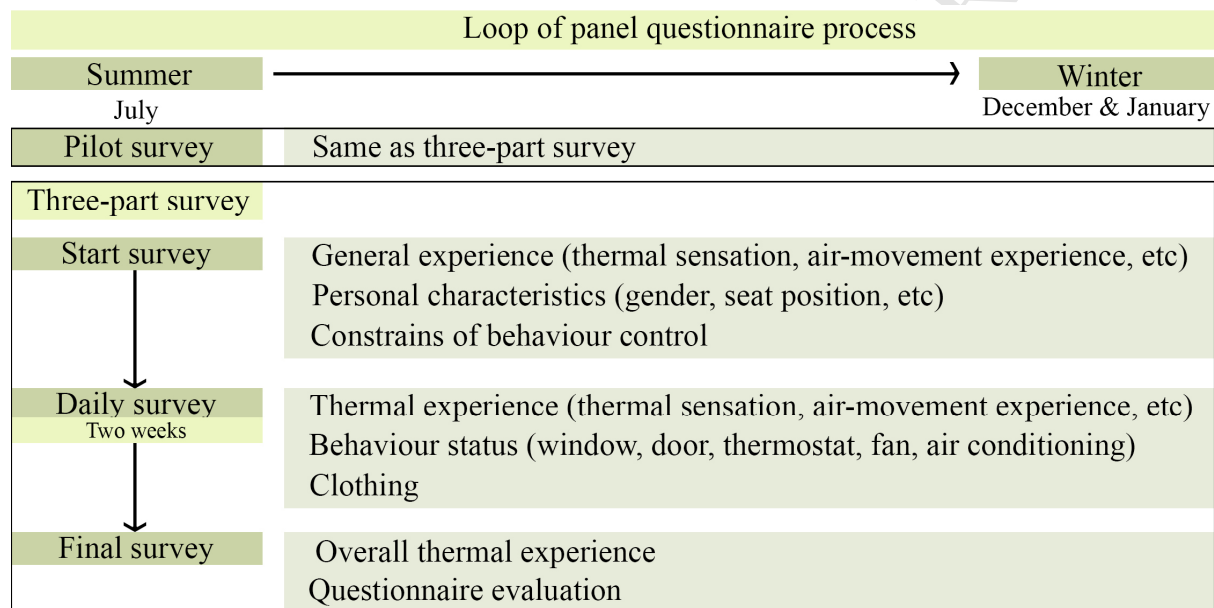 Loop of panel questionnaire process
Summer
Winter
July
December & January
Pilot survey
Same as three-part survey
Three-part survey
Start survey
General experience (thermal sensation, air-movement experience, etc)
Personal characteristics (gender, seat position, etc)
Constrains of behaviour control
Daily survey
Two weeks
Thermal experience (thermal sensation, air-movement experience, etc)
Behaviour status (window, door, thermostat, fan, air conditioning)
Clothing
Final survey
Overall thermal experience
Questionnaire evaluation